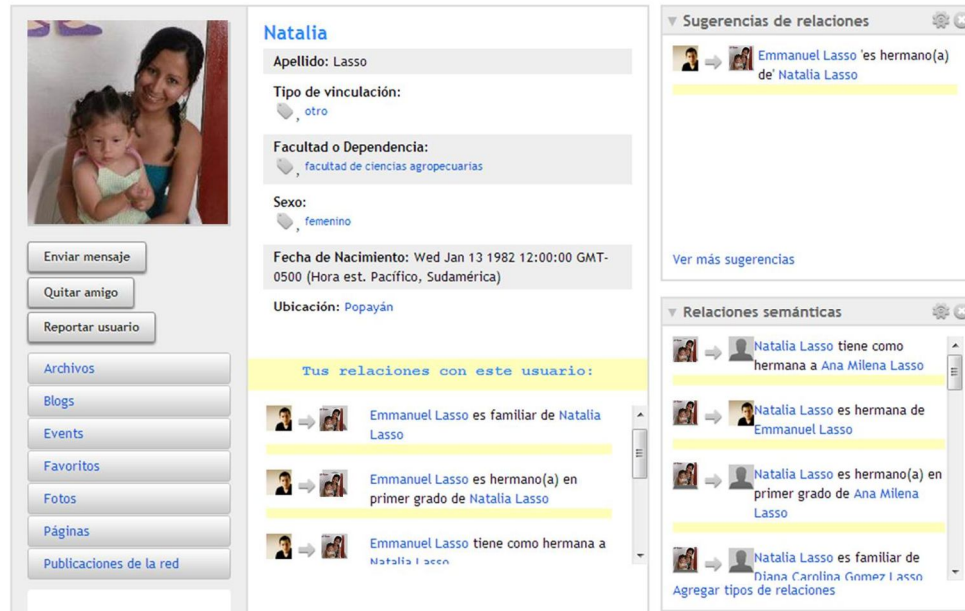 Natalia
Apellido: Lasso
Tipo de vinculación:
, otro
Facultad o Dependencia:
, facultad de ciencias agropecuarias
Sexo:
, femenino
Fecha de Nacimiento: Wed Jan 13 1982 12:00:00 GMT-
0500 (Hora est. Pacífico, Sudamérica)
Ubicación: Popayán
Enviar mensaje
Quitar amigo
Reportar usuario
Archivos
Blogs
Events
Favoritos
Fotos
Páginas
Publicaciones de la red
Tus relaciones con este usuario:
Emmanuel Lasso es familiar de Natalia
Lasso
Emmanuel Lasso es hermano(a) en
primer grado de Natalia Lasso
Emmanuel Lasso tiene como hermana a
Natalia Lasso
Sugerencias de relaciones
Emmanuel Lasso 'es hermano(a)
de' Natalia Lasso
Ver más sugerencias
Relaciones semánticas
Natalia Lasso tiene como
hermana a Ana Milena Lasso
Natalia Lasso es hermana de
Emmanuel Lasso
Natalia Lasso es hermano(a) en
primer grado de Ana Milena
Lasso
Natalia Lasso es familiar de
Diana Carolina Gomez Lasso
Agregar tipos de relaciones